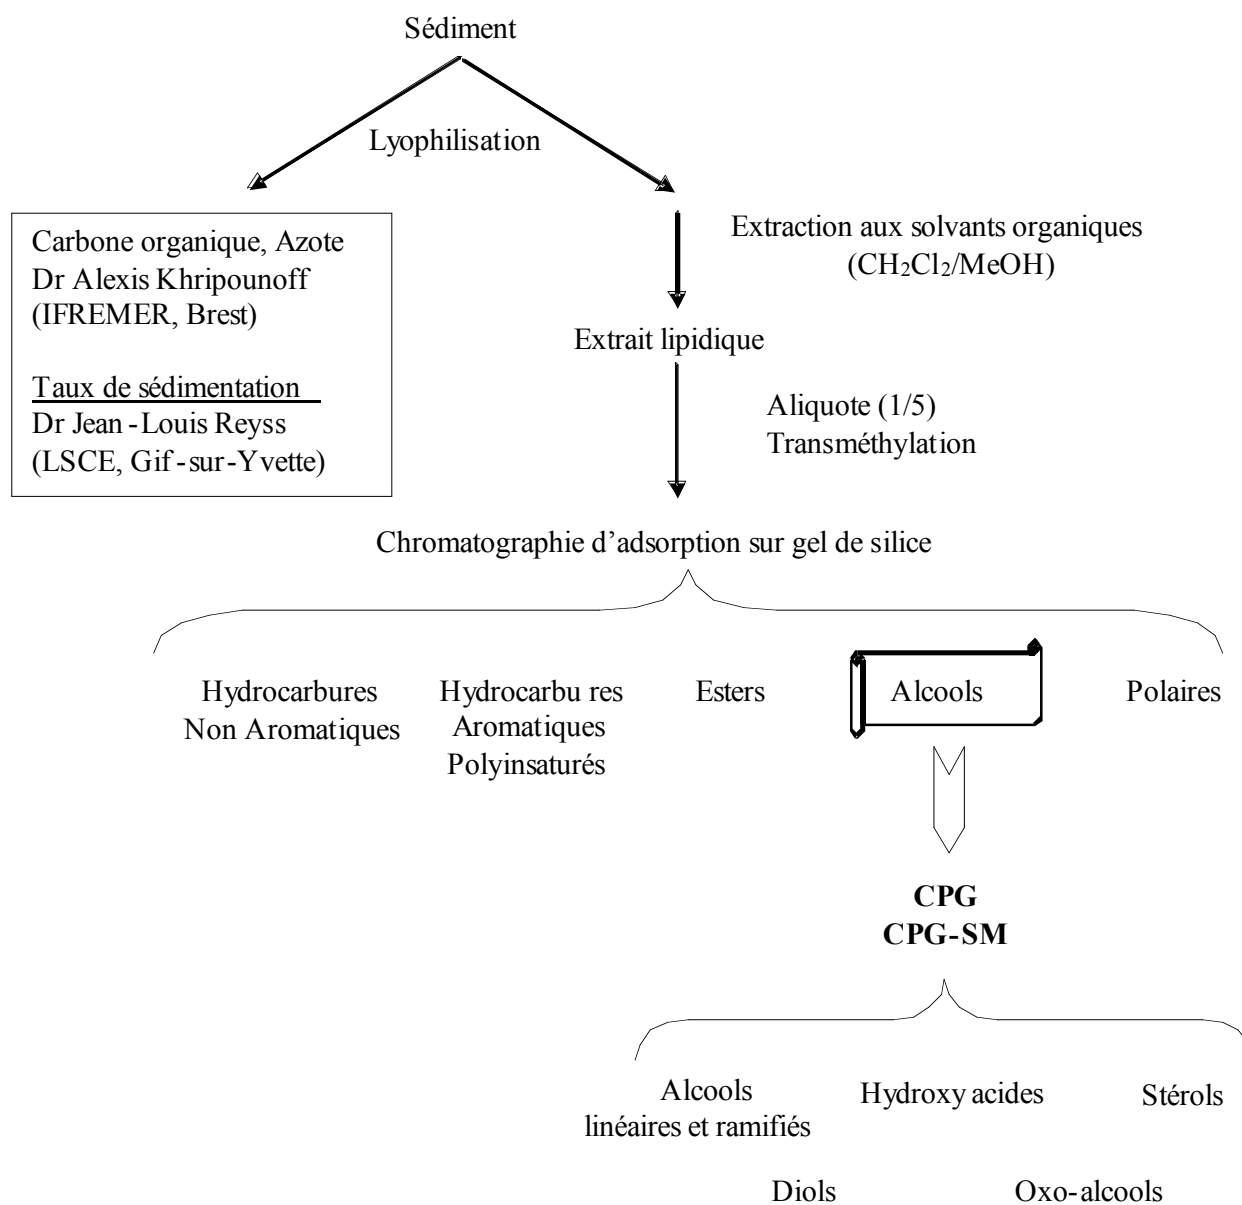 Sédiment
Lyophilisation
Carbone organique, Azote
Dr Alexis Khripounoff
(IFREMER, Brest)
Taux de sédimentation
Dr Jean-Louis Reyss
(LSCE, Gif-sur-Yvette)
Extraction aux solvants organiques
(CH₂Cl₂/MeOH)
Extrait lipidique
Aliquote (1/5)
Transméthylation
Chromatographie d’adsorption sur gel de silice
Hydrocarbures
Non Aromatiques
Hydrocarbu res
Aromatiques
Polyinsaturés
Esters
Alcools
Polaires
CPG
CPG-SM
Alcools
linéaires et ramifiés
Hydroxy acides
Stérols
Diols
Oxo-alcools